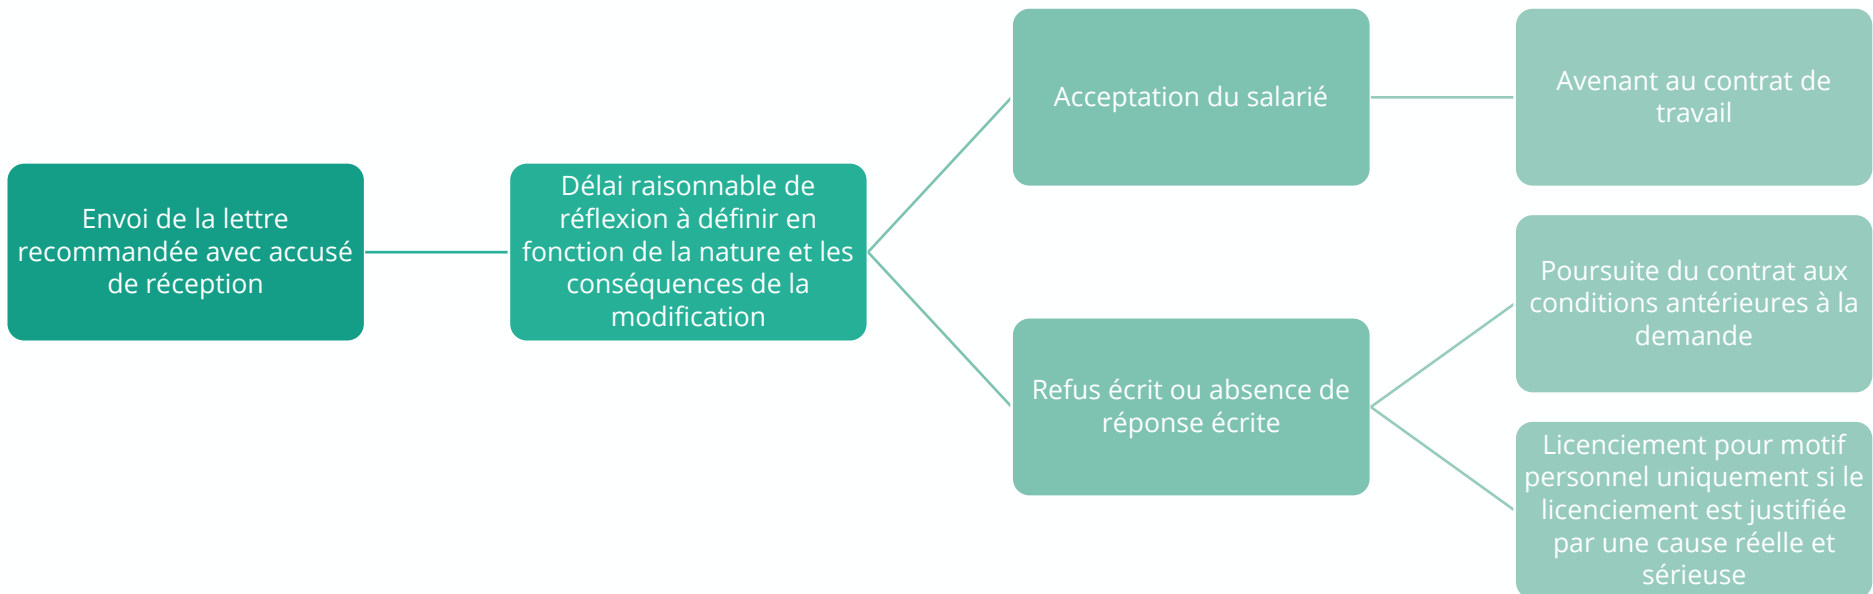 Envoi de la lettre
recommandée avec accusé
de réception
Délai raisonnable de
réflexion à définir en
fonction de la nature et les
conséquences de la
modification
Acceptation du salarié
Avenant au contrat de
travail
Refus écrit ou absence de
réponse écrite
Poursuite du contrat aux
conditions antérieures à la
demande
Licenciement pour motif
personnel uniquement si le
licenciement est justifiée
par une cause réelle et
sérieuse